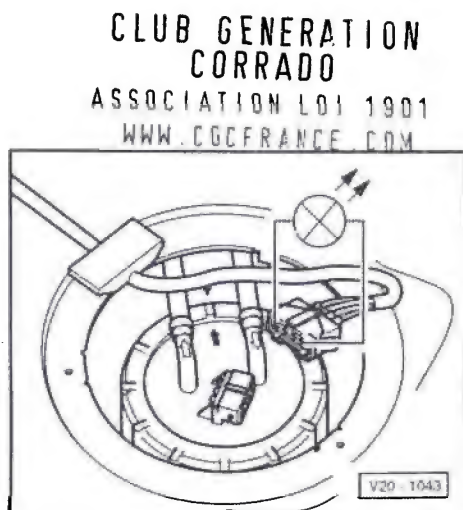 CLUB GENERATION
CORRADO
ASSOCIATION LOI 1901
WWW.CGCFRANCE.COM
V20 - 1043